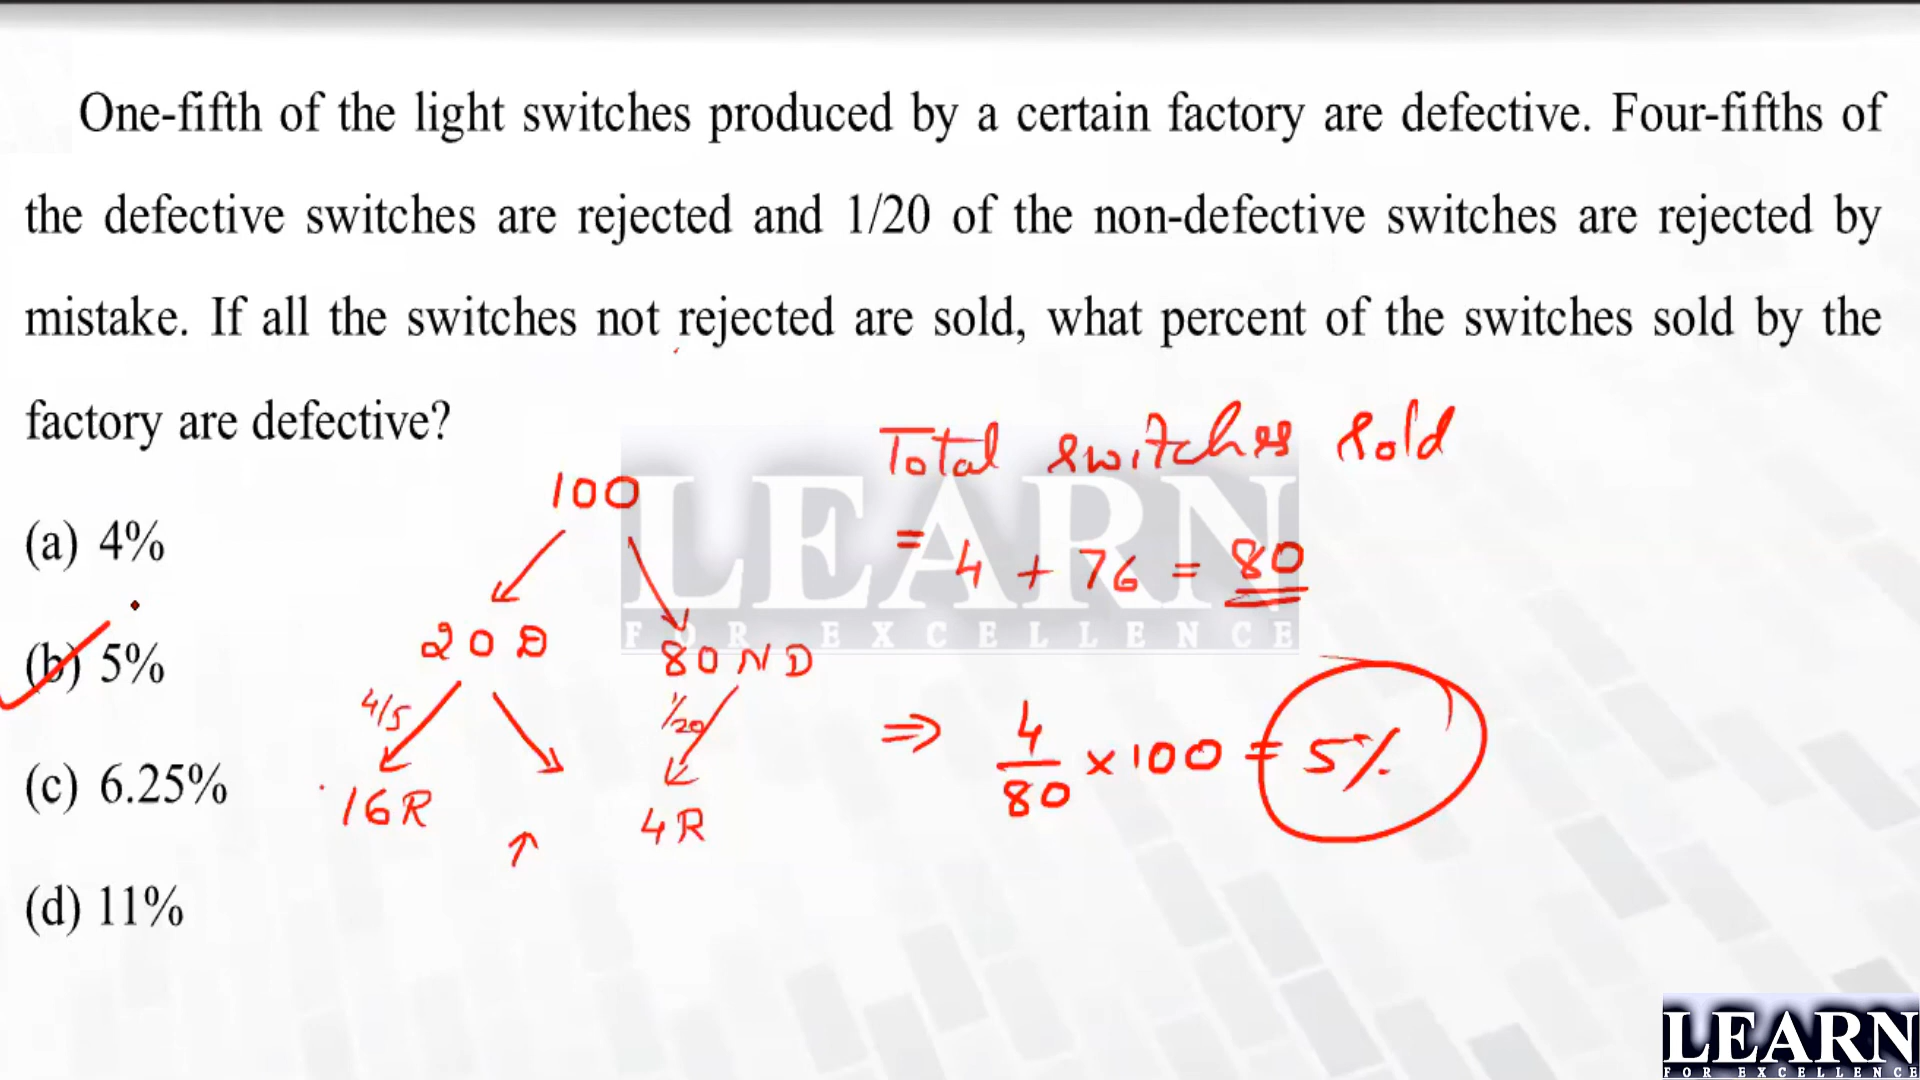 One-fifth of the light switches produced by a certain factory are defective. Four-fifths of
the defective switches are rejected and 1/20 of the non-defective switches are rejected by
mistake. If all the switches not rejected are sold, what percent of the switches sold by the
factory are defective?
(a) 4%
(b) 5%
(c) 6.25%
(d) 11%
100
20 D
80 ND
4/5
1/20
16R
4R
Total switches sold
= 4 + 76 = 80
⇒ 4/80 × 100 = 5%
LEARN
FOR EXCELLENCE
LEARN
FOR EXCELLENCE